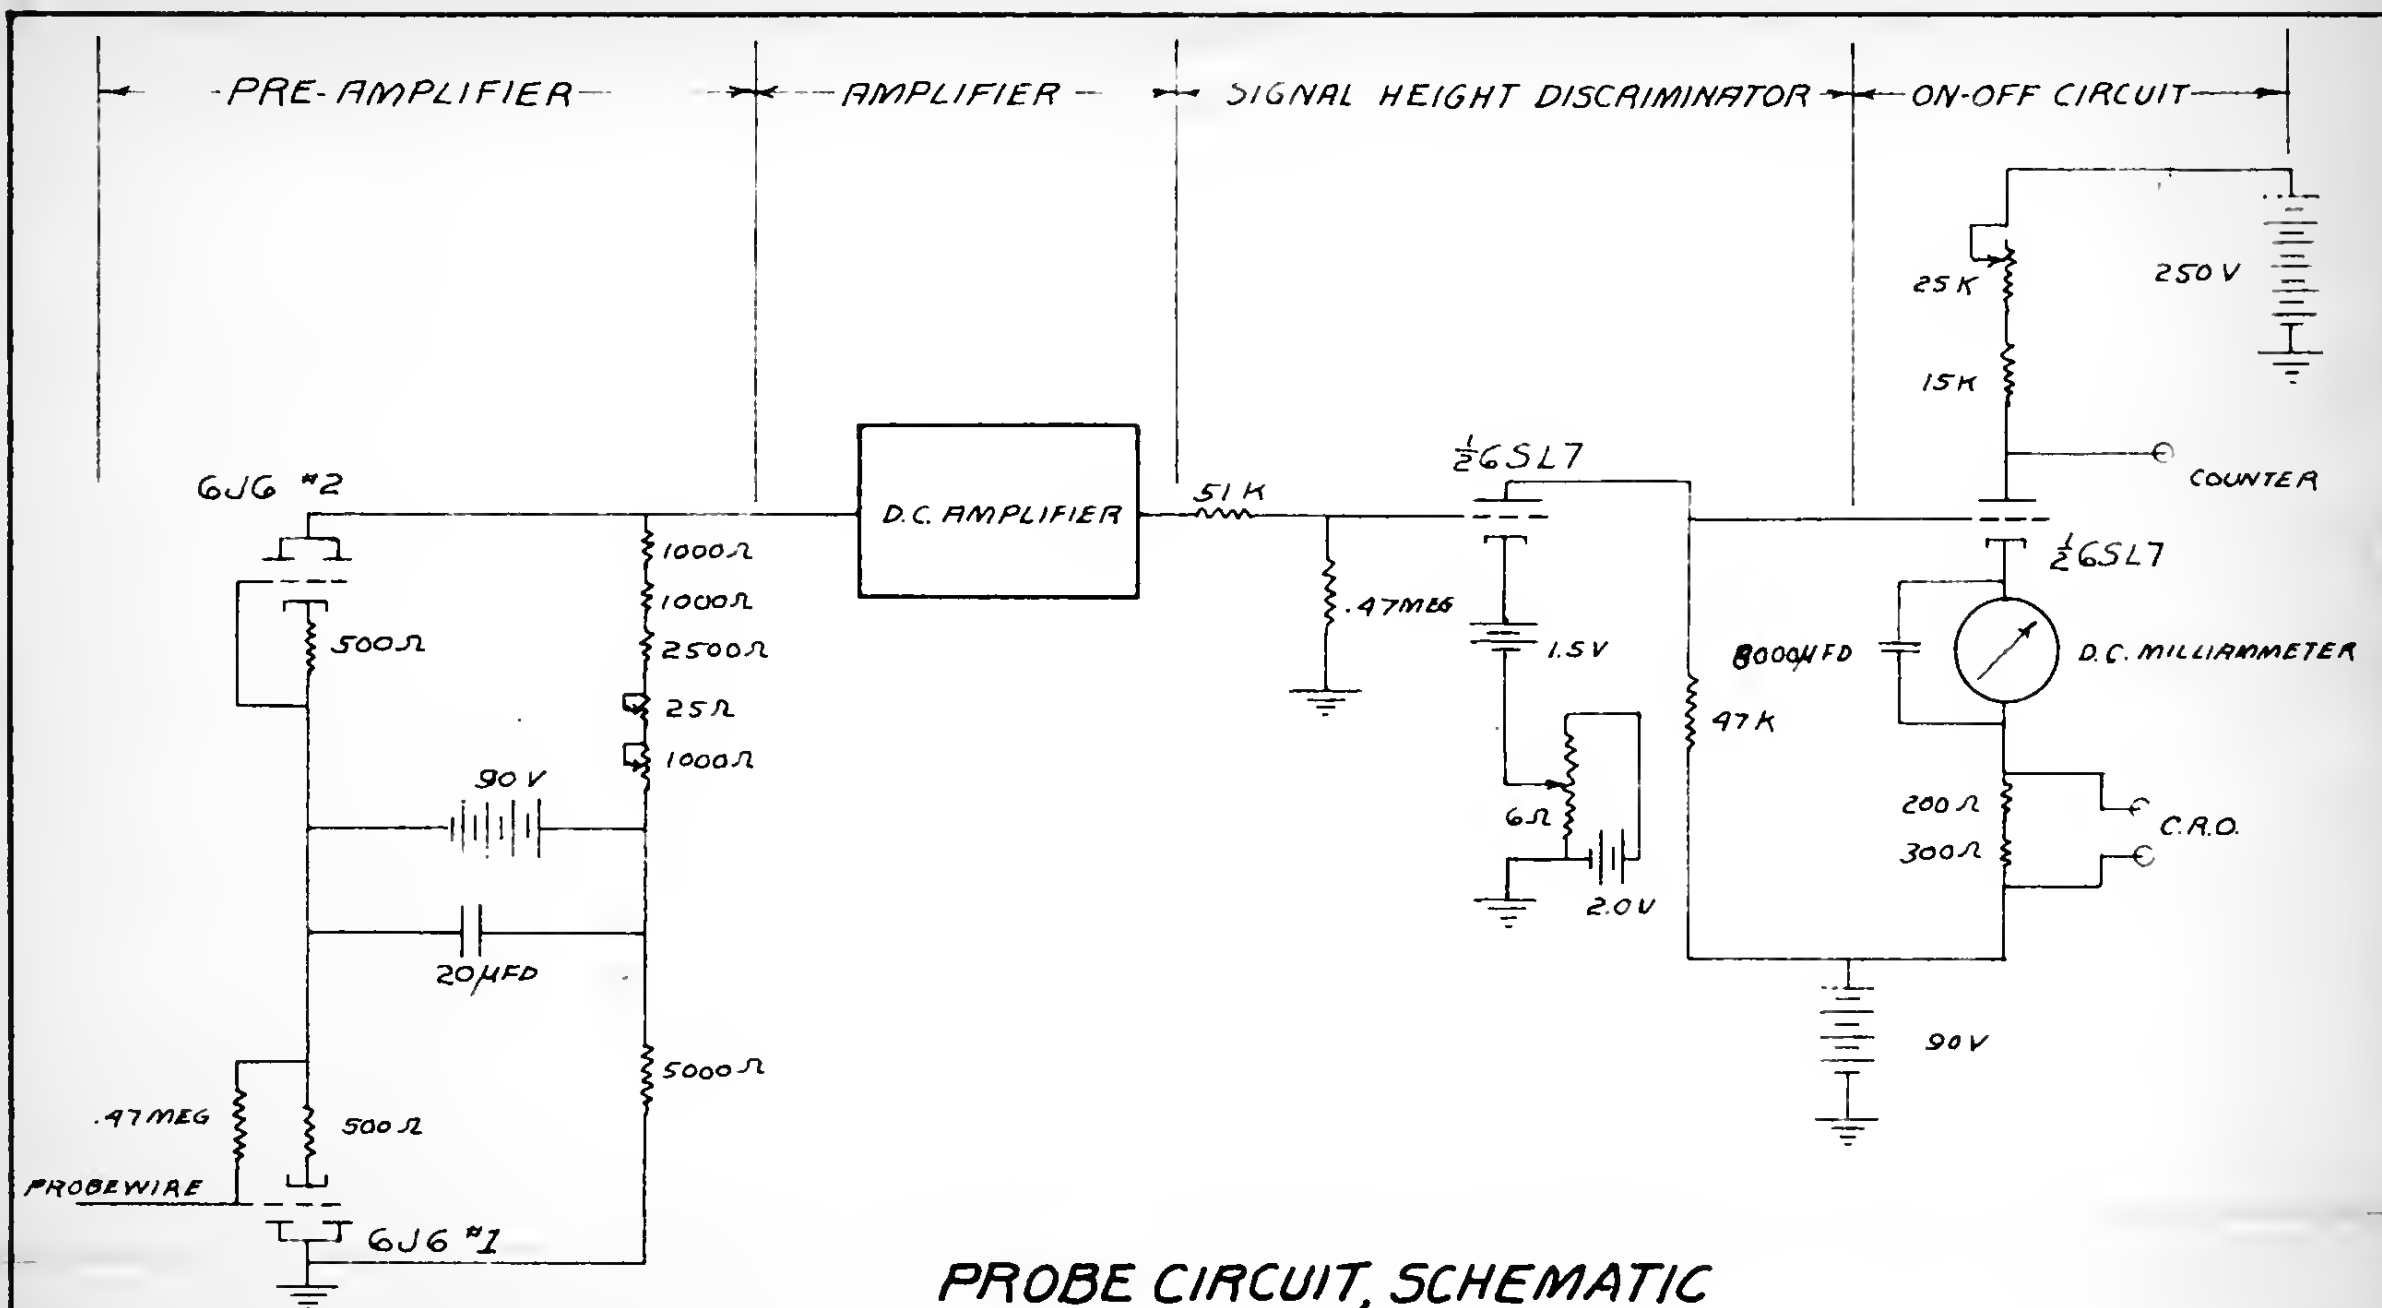 PRE-AMPLIFIER
AMPLIFIER
SIGNAL HEIGHT DISCRIMINATOR
ON-OFF CIRCUIT
25K
250V
15K
COUNTER
6J6 #2
D.C. AMPLIFIER
51K
½6SL7
½6SL7
1000Ω
1000Ω
2500Ω
25Ω
1000Ω
500Ω
.47MEG
1.5V
8000μFD
D.C. MILLIAMMETER
47K
90V
6Ω
2.0V
200Ω
300Ω
C.R.O.
20μFD
90V
5000Ω
.47MEG
500Ω
PROBEWIRE
6J6 #1
PROBE CIRCUIT, SCHEMATIC